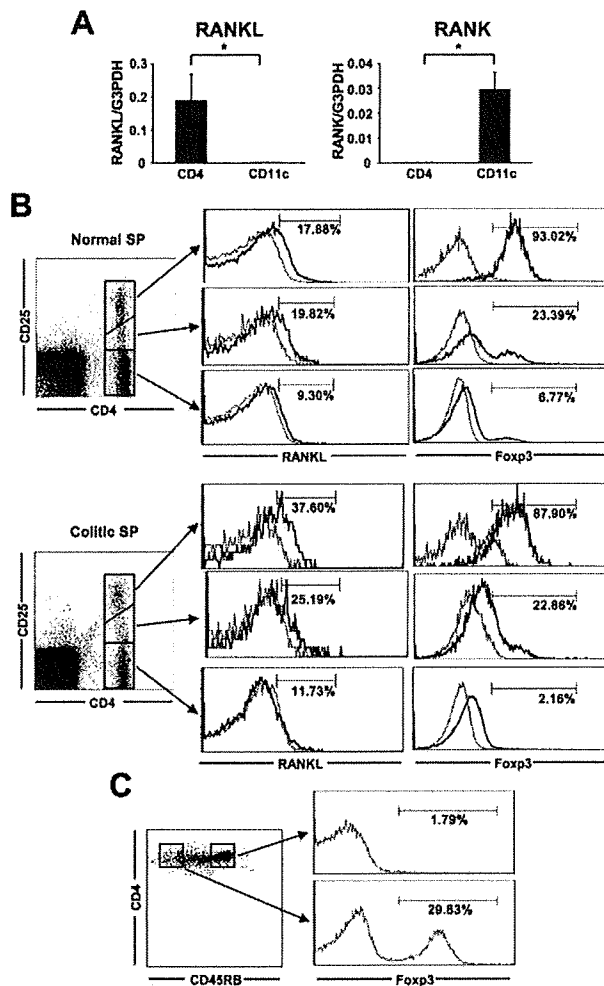 A
RANKL
*
RANKL/G3PDH
0.3
0.2
0.1
0
CD4
CD11c
RANK
*
RANK/G3PDH
0.04
0.03
0.02
0.01
0
CD4
CD11c
B
Normal SP
CD25
CD4
17.88%
93.02%
19.82%
23.39%
9.30%
6.77%
RANKL
Foxp3
Colitic SP
CD25
CD4
37.60%
87.90%
25.19%
22.86%
11.73%
2.16%
RANKL
Foxp3
C
CD4
CD45RB
1.79%
29.83%
Foxp3